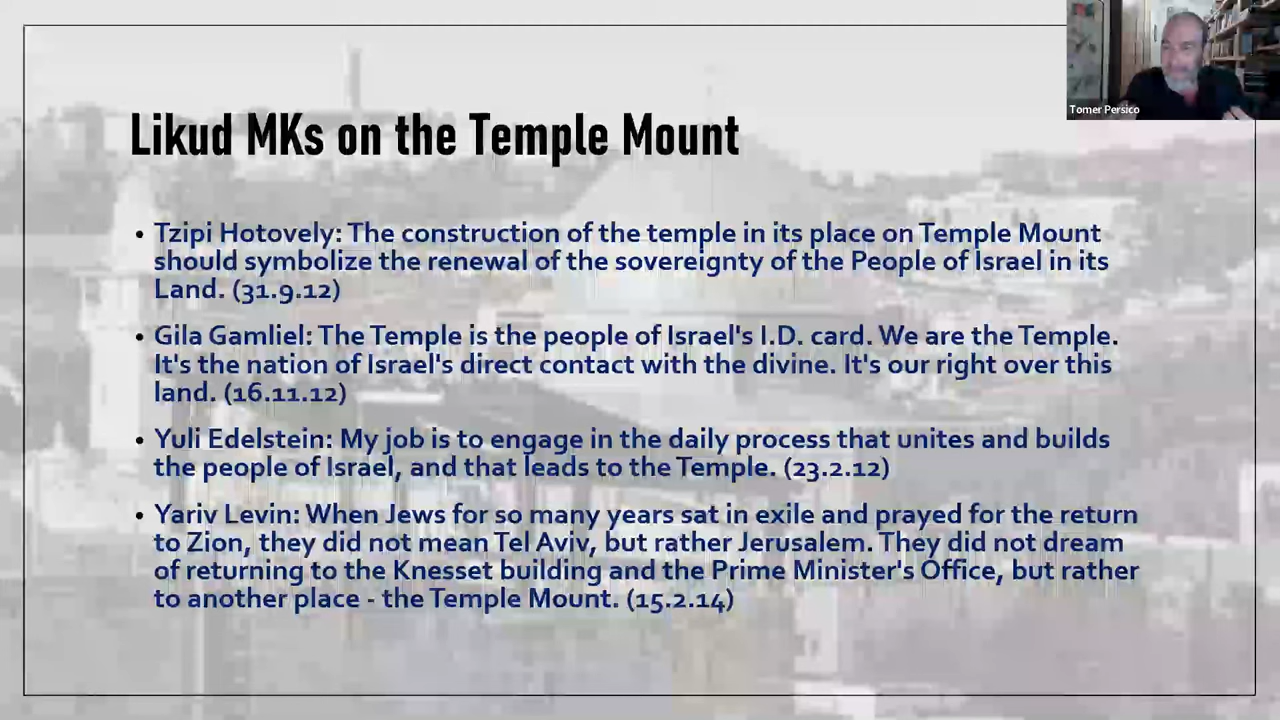 Tomer Persico
Likud MKs on the Temple Mount
• Tzipi Hotovely: The construction of the temple in its place on Temple Mount
should symbolize the renewal of the sovereignty of the People of Israel in its
Land. (31.9.12)
• Gila Gamliel: The Temple is the people of Israel's I.D. card. We are the Temple.
It's the nation of Israel's direct contact with the divine. It's our right over this
land. (16.11.12)
• Yuli Edelstein: My job is to engage in the daily process that unites and builds
the people of Israel, and that leads to the Temple. (23.2.12)
• Yariv Levin: When Jews for so many years sat in exile and prayed for the return
to Zion, they did not mean Tel Aviv, but rather Jerusalem. They did not dream
of returning to the Knesset building and the Prime Minister's Office, but rather
to another place - the Temple Mount. (15.2.14)